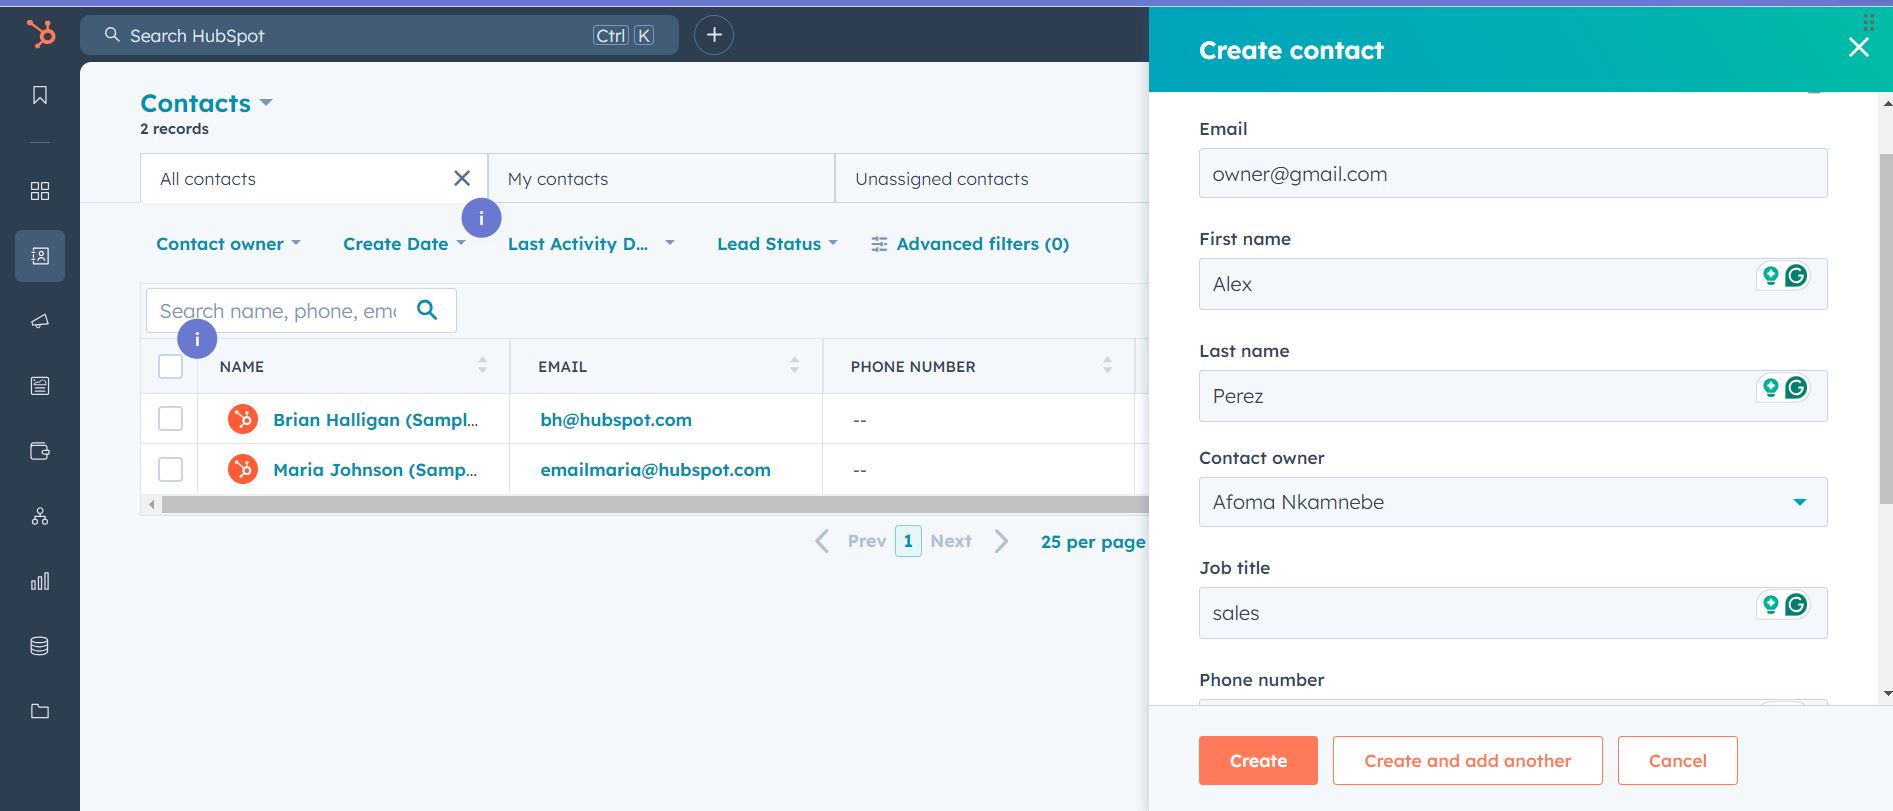 Search HubSpot
Ctrl K
+
Contacts
2 records
All contacts
My contacts
Unassigned contacts
i
Contact owner
Create Date
Last Activity D...
Lead Status
Advanced filters (0)
Search name, phone, em
i
NAME
EMAIL
PHONE NUMBER
Brian Halligan (Sampl...
bh@hubspot.com
--
Maria Johnson (Samp...
emailmaria@hubspot.com
--
Prev 1 Next
25 per page
Create contact
Email
owner@gmail.com
First name
Alex
Last name
Perez
Contact owner
Afoma Nkamnebe
Job title
sales
Phone number
Create
Create and add another
Cancel